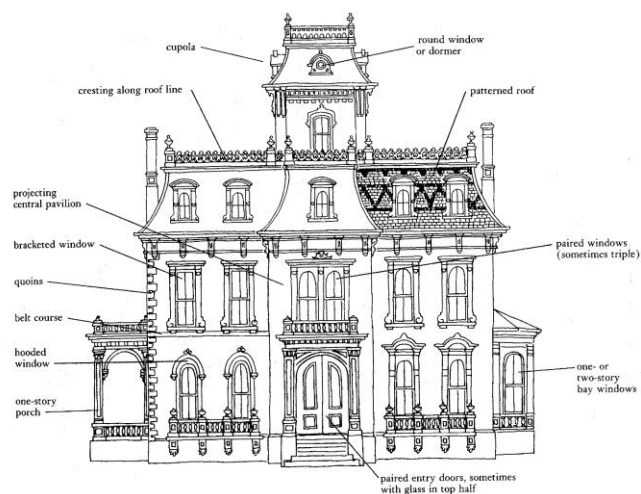 cupola
round window
or dormer
cresting along roof line
patterned roof
projecting
central pavilion
bracketed window
paired windows
(sometimes triple)
quoins
belt course
hooded
window
one- or
two-story
bay windows
one-story
porch
paired entry doors, sometimes
with glass in top half